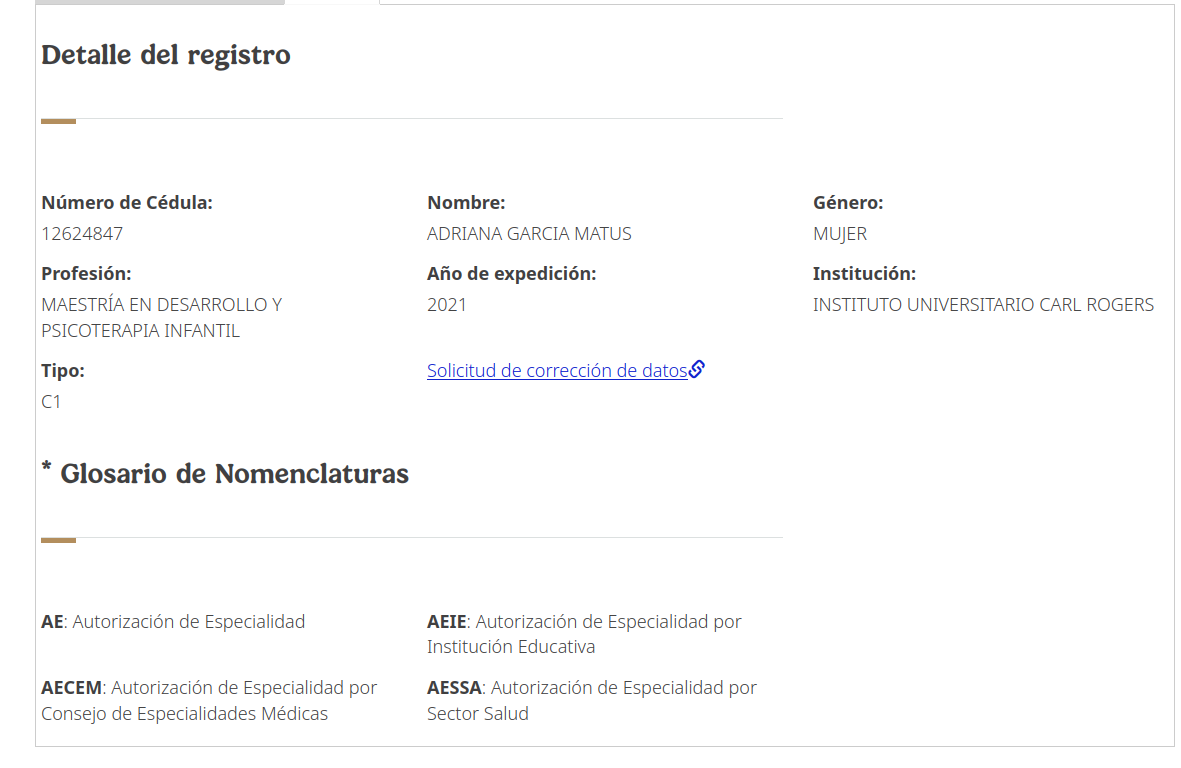 Detalle del registro
Número de Cédula:
12624847
Nombre:
ADRIANA GARCIA MATUS
Género:
MUJER
Profesión:
MAESTRÍA EN DESARROLLO Y
PSICOTERAPIA INFANTIL
Año de expedición:
2021
Institución:
INSTITUTO UNIVERSITARIO CARL ROGERS
Tipo:
C1
Solicitud de corrección de datos
* Glosario de Nomenclaturas
AE: Autorización de Especialidad
AEIE: Autorización de Especialidad por
Institución Educativa
AECEM: Autorización de Especialidad por
Consejo de Especialidades Médicas
AESSA: Autorización de Especialidad por
Sector Salud